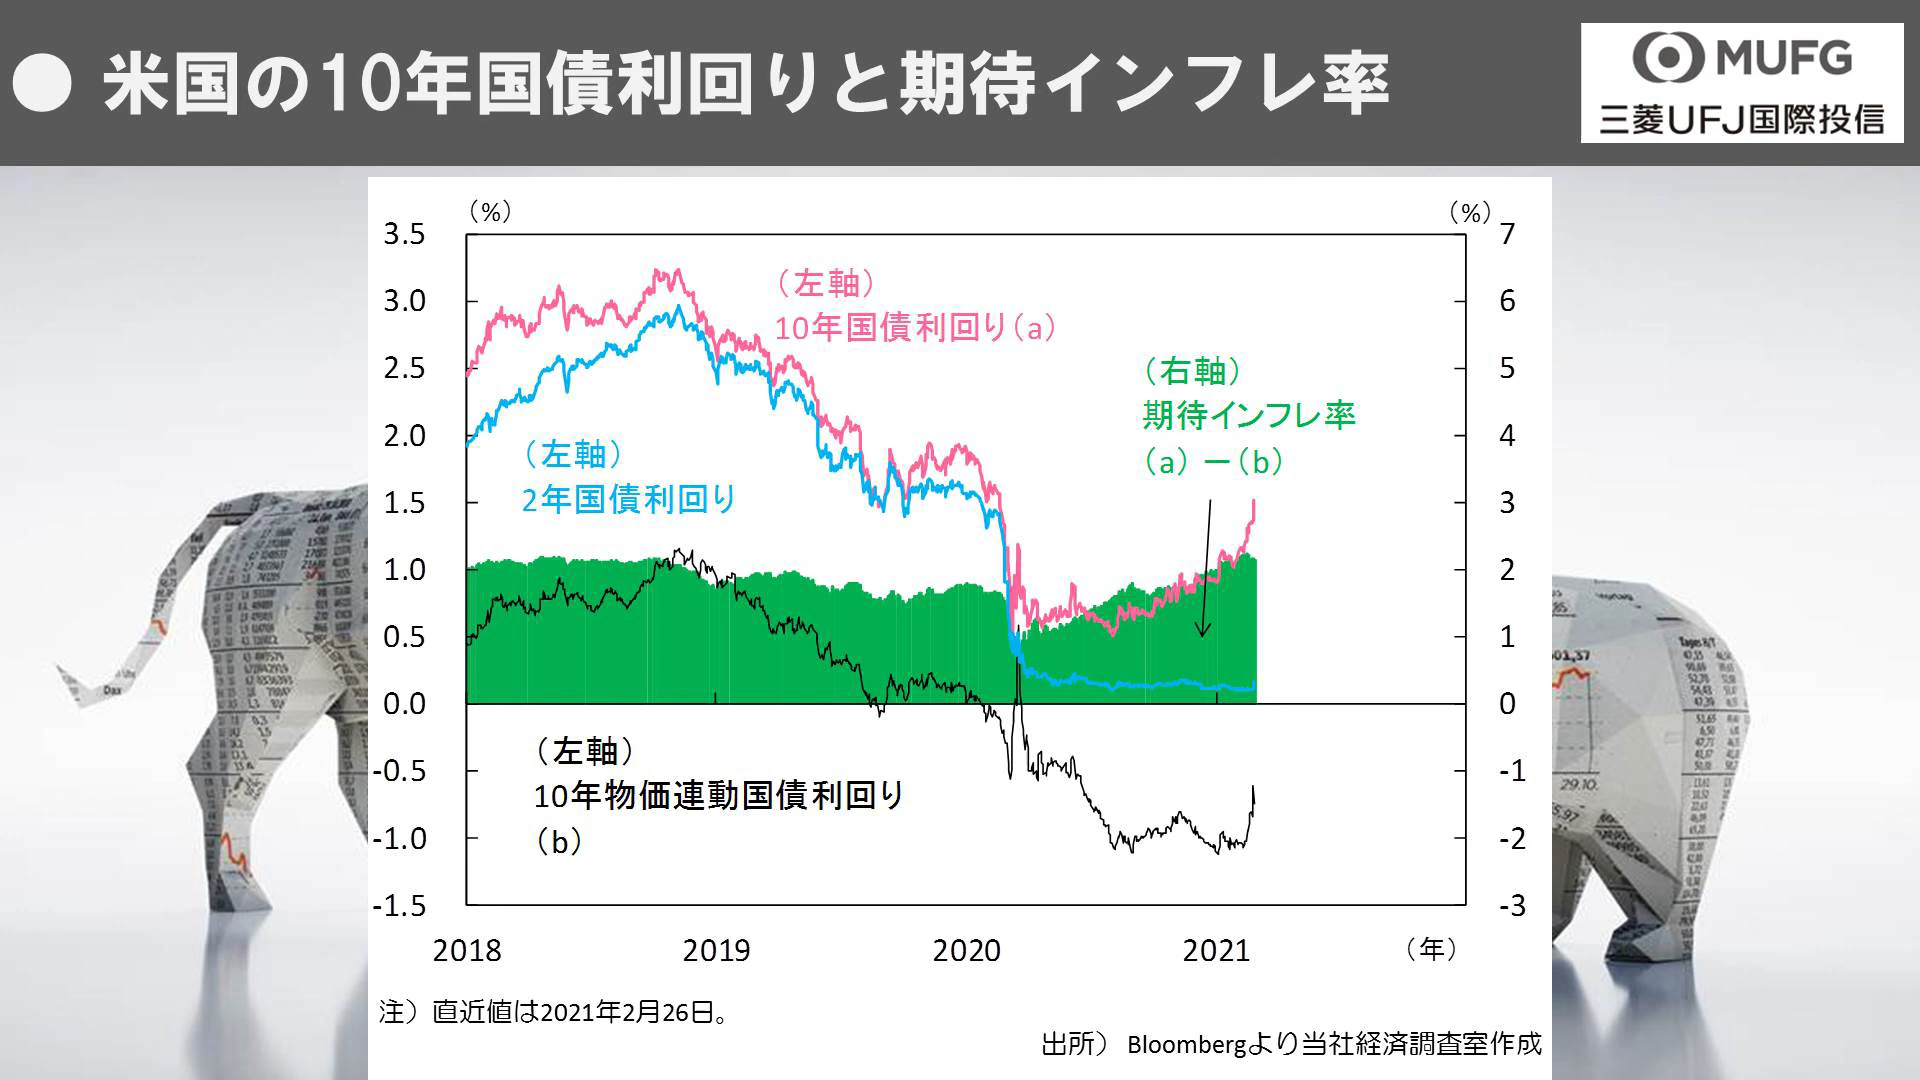 ● 米国の10年国債利回りと期待インフレ率
MUFG
三菱UFJ国際投信
（%）
（%）
3.5
3.0
2.5
2.0
1.5
1.0
0.5
0.0
-0.5
-1.0
-1.5
7
6
5
4
3
2
1
0
-1
-2
-3
（左軸）
10年国債利回り（a）
（右軸）
期待インフレ率
（a）ー（b）
（左軸）
2年国債利回り
（左軸）
10年物価連動国債利回り
（b）
2018
2019
2020
2021
（年）
注）直近値は2021年2月26日。
出所） Bloombergより当社経済調査室作成
Dax
29.10.